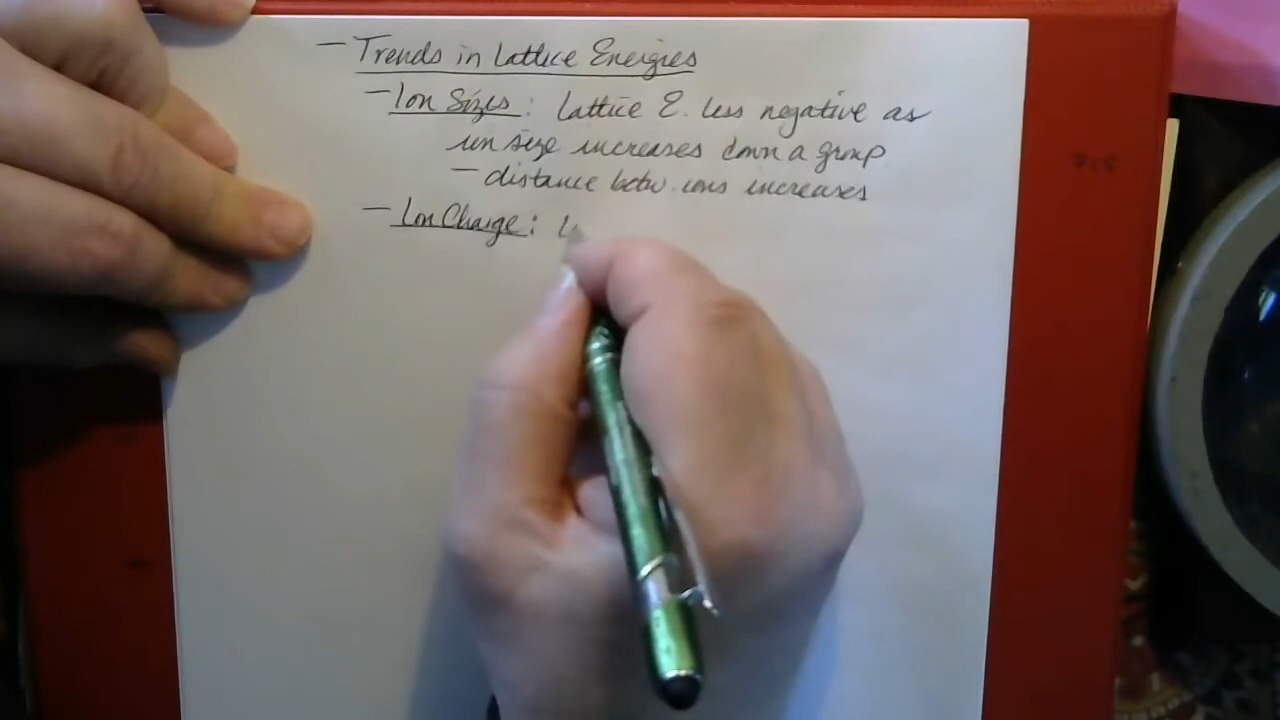 - Trends in Lattice Energies
- Ion Sizes: Lattice E. less negative as
ion size increases down a group
- distance betw. ions increases
- Ion Charge: L